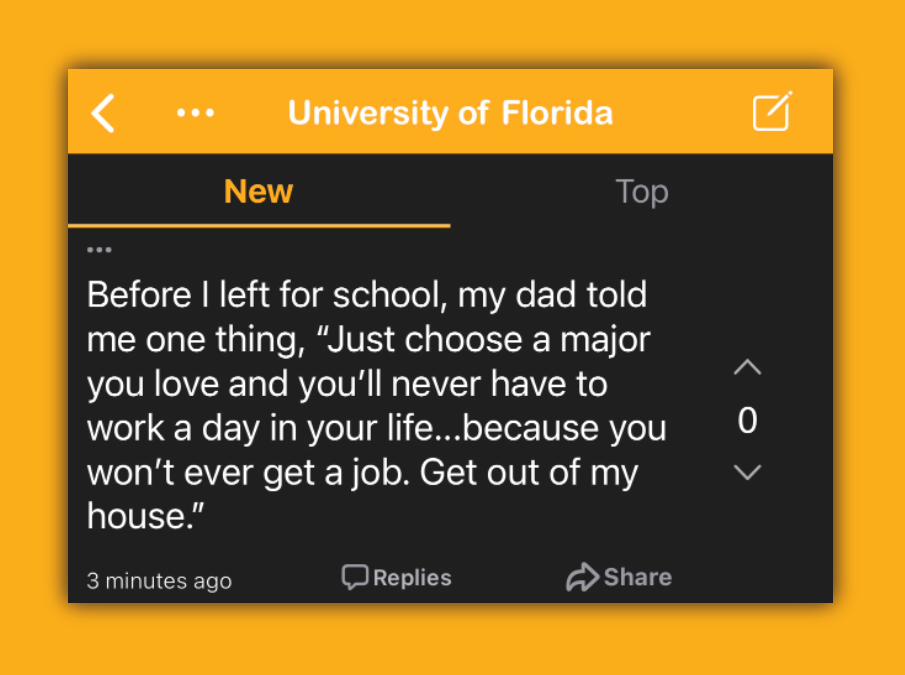 University of Florida
New
Top
Before I left for school, my dad told
me one thing, “Just choose a major
you love and you’ll never have to
work a day in your life...because you
won’t ever get a job. Get out of my
house.”
0
3 minutes ago
Replies
Share